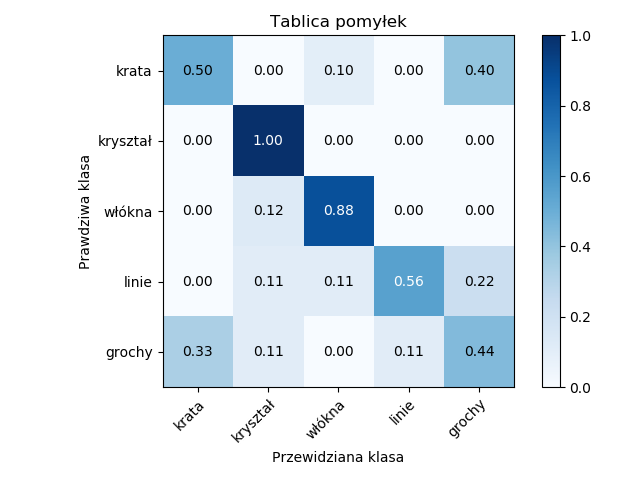 Tablica pomyłek
krata 0.50 0.00 0.10 0.00 0.40
kryształ 0.00 1.00 0.00 0.00 0.00
włókna 0.00 0.12 0.88 0.00 0.00
linie 0.00 0.11 0.11 0.56 0.22
grochy 0.33 0.11 0.00 0.11 0.44
krata kryształ włókna linie grochy
Prawdziwa klasa
Przewidziana klasa
1.0
0.8
0.6
0.4
0.2
0.0